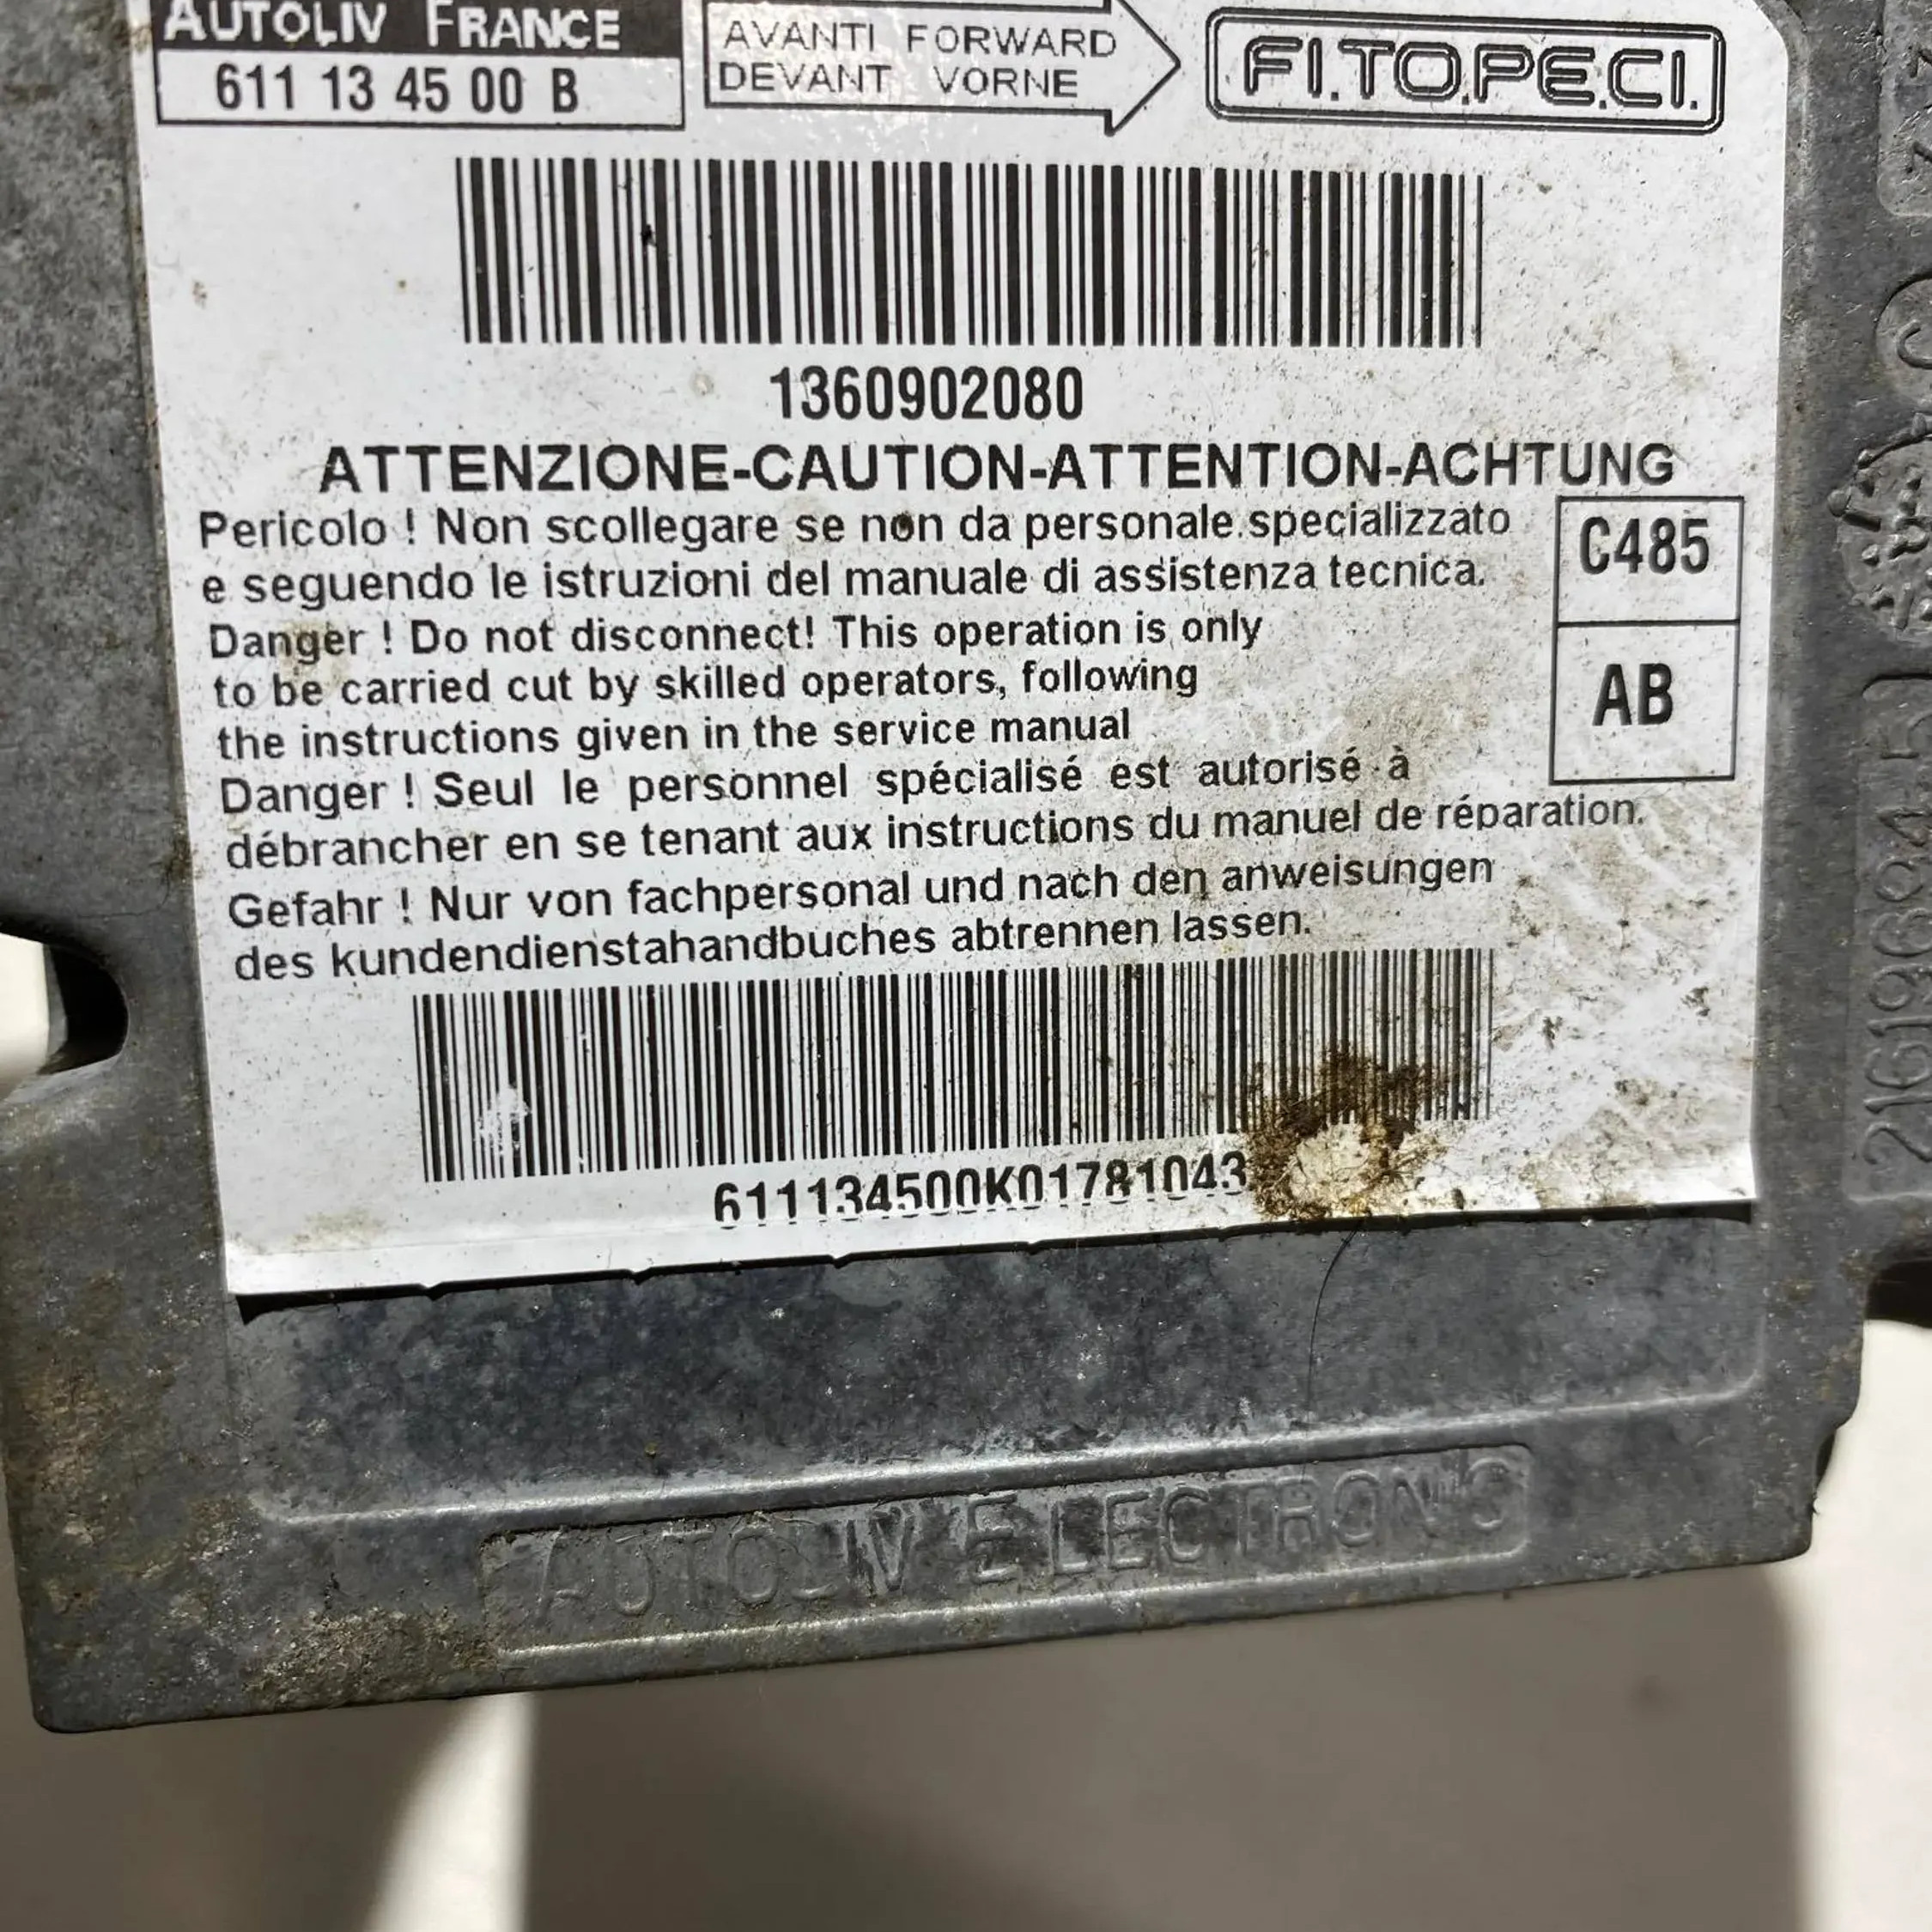 AUTOLIV FRANCE
611 13 45 00 B
AVANTI FORWARD
DEVANT VORNE
FI.TO.PE.CI.
1360902080
ATTENZIONE-CAUTION-ATTENTION-ACHTUNG
Pericolo ! Non scollegare se non da personale specializzato
e seguendo le istruzioni del manuale di assistenza tecnica.
Danger ! Do not disconnect! This operation is only
to be carried cut by skilled operators, following
the instructions given in the service manual
Danger ! Seul le personnel spécialisé est autorisé à
débrancher en se tenant aux instructions du manuel de réparation.
Gefahr ! Nur von fachpersonal und nach den anweisungen
des kundendienstahandbuches abtrennen lassen.
C485
AB
611134500K01781043
AUTOLIV ELECTRONIC